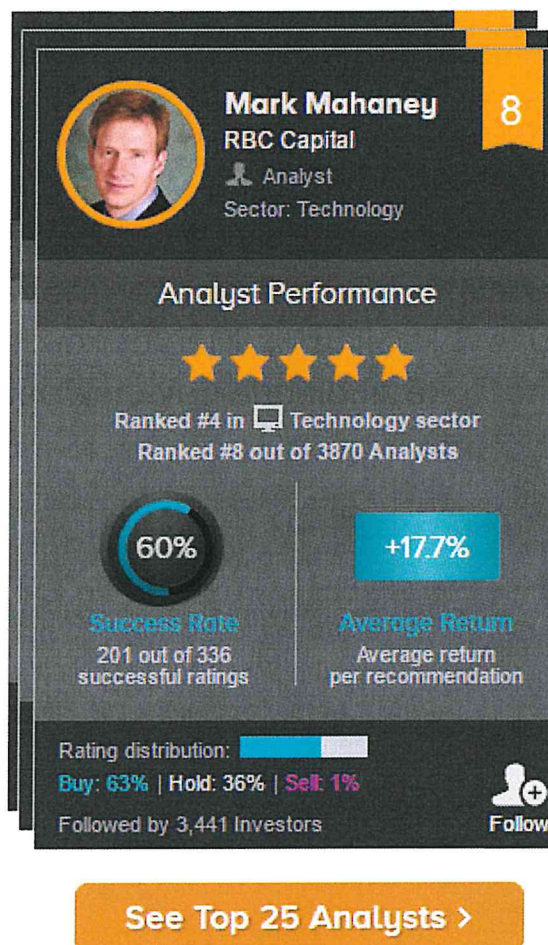 Mark Mahaney
8
RBC Capital
Analyst
Sector: Technology
Analyst Performance
Ranked #4 in Technology sector
Ranked #8 out of 3870 Analysts
60%
+17.7%
Success Rate
Average Return
201 out of 336
successful ratings
Average return
per recommendation
Rating distribution:
Buy: 63% | Hold: 36% | Sell: 1%
Followed by 3,441 Investors
Follow
See Top 25 Analysts >